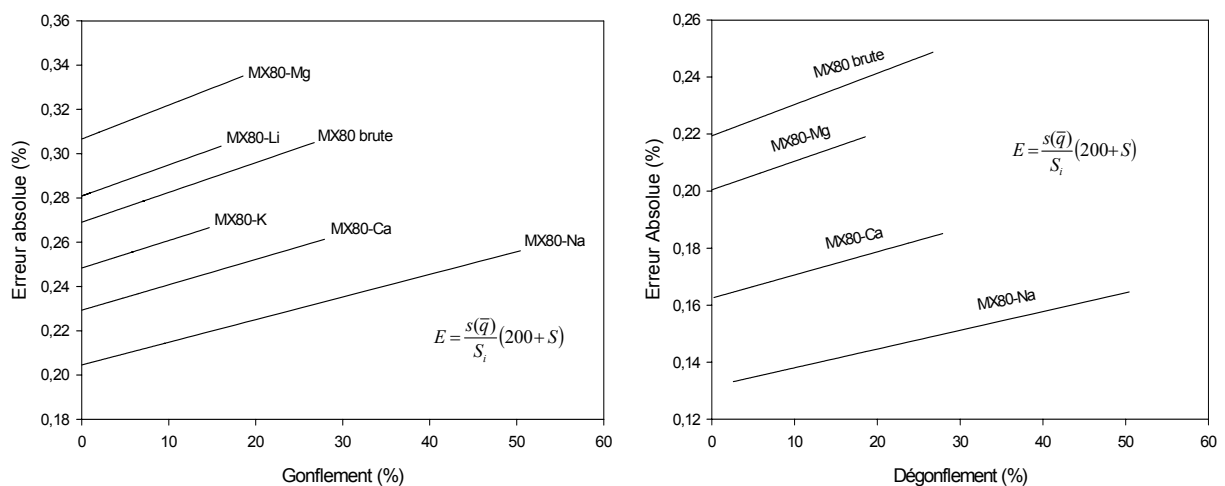 0,36
0,34
0,32
0,30
0,28
0,26
0,24
0,22
0,20
0,18
Erreur absolue (%)
MX80-Mg
MX80-Li
MX80 brute
MX80-K
MX80-Ca
MX80-Na
E = s(q̅)/S_i (200+S)
0 10 20 30 40 50 60
Gonflement (%)
0,26
0,24
0,22
0,20
0,18
0,16
0,14
0,12
Erreur Absolue (%)
MX80 brute
MX80-Mg
MX80-Ca
MX80-Na
E = s(q̅)/S_i (200+S)
0 10 20 30 40 50 60
Dégonflement (%)